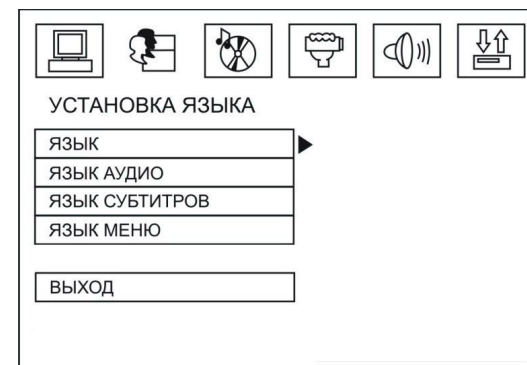 УСТАНОВКА ЯЗЫКА
ЯЗЫК
ЯЗЫК АУДИО
ЯЗЫК СУБТИТРОВ
ЯЗЫК МЕНЮ
ВЫХОД